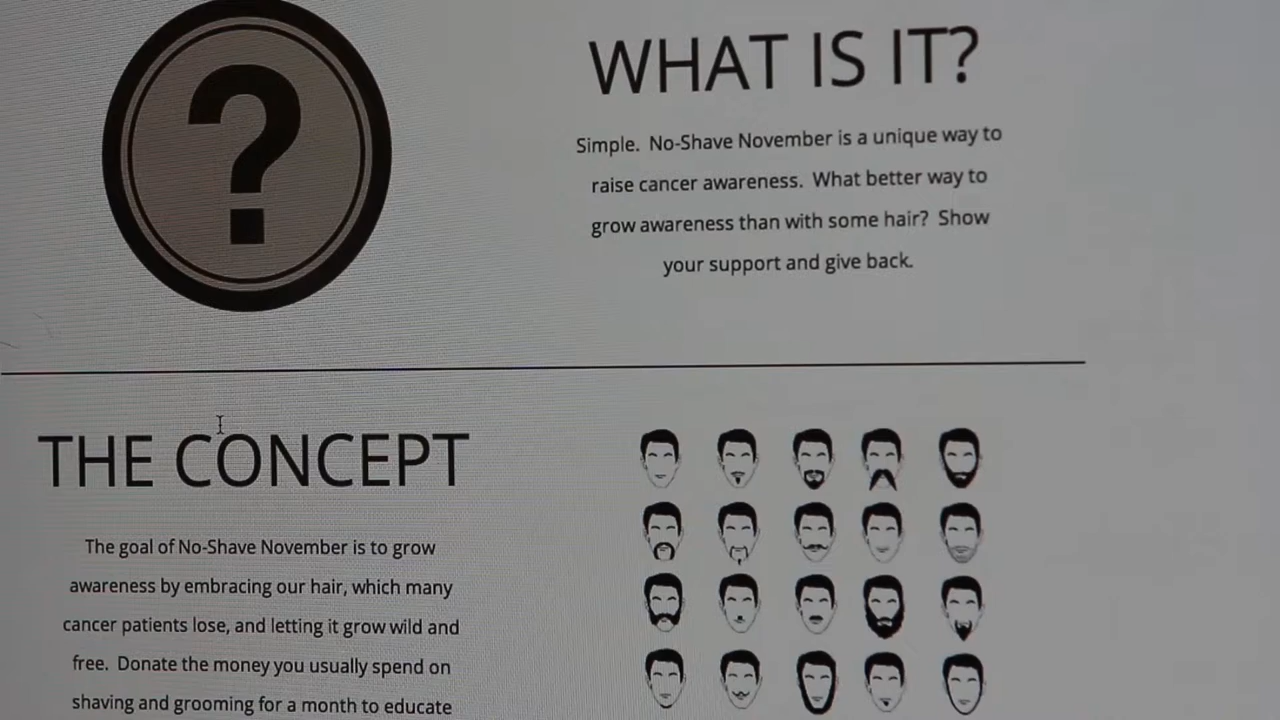 ?
WHAT IS IT?
Simple. No-Shave November is a unique way to
raise cancer awareness. What better way to
grow awareness than with some hair? Show
your support and give back.
THE CONCEPT
The goal of No-Shave November is to grow
awareness by embracing our hair, which many
cancer patients lose, and letting it grow wild and
free. Donate the money you usually spend on
shaving and grooming for a month to educate